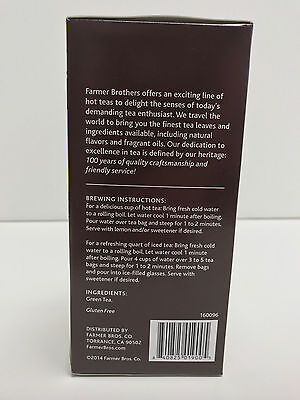 Farmer Brothers offers an exciting line of
hot teas to delight the senses of today's
demanding tea enthusiast. We travel the
world to bring you the finest tea leaves and
ingredients available, including natural
flavors and fragrant oils. Our dedication to
excellence in tea is defined by our heritage:
100 years of quality craftsmanship and
friendly service!
BREWING INSTRUCTIONS:
For a delicious cup of hot tea: Bring fresh cold water
to a rolling boil. Let water cool 1 minute after boiling.
Pour water over tea bag and steep for 1 to 2 minutes.
Serve with lemon and/or sweetener if desired.
For a refreshing quart of iced tea: Bring fresh cold
water to a rolling boil. Let water cool 1 minute after
boiling. Pour 4 cups of water over 3 to 5 tea
bags and steep for 1 to 2 minutes. Remove bags
and pour into ice-filled glasses. Serve with
sweetener if desired.
INGREDIENTS:
Green Tea.
Gluten Free
160096
DISTRIBUTED BY
FARMER BROS. CO.
TORRANCE, CA 90502
FarmerBros.com
©2014 Farmer Bros. Co.